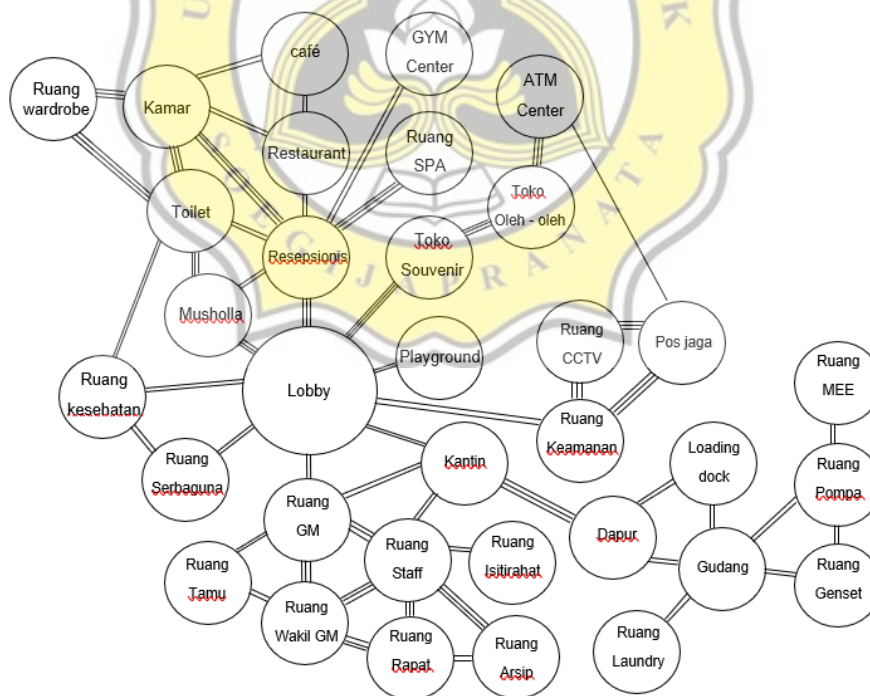 U
K
SOEGIJAPRANATA
café
GYM
Center
Ruang
wardrobe
Kamar
ATM
Center
Restaurant
Ruang
SPA
Toilet
Toko
Oleh - oleh
Resepsionis
Toko
Souvenir
Musholla
Ruang
CCTV
Pos jaga
Playground
Lobby
Ruang
kesehatan
Ruang
MEE
Ruang
Keamanan
Ruang
Serbaguna
Kantin
Loading
dock
Ruang
Pompa
Ruang
GM
Dapur
Ruang
Staff
Ruang
Isitirahat
Gudang
Ruang
Genset
Ruang
Tamu
Ruang
Wakil GM
Ruang
Rapat
Ruang
Arsip
Ruang
Laundry